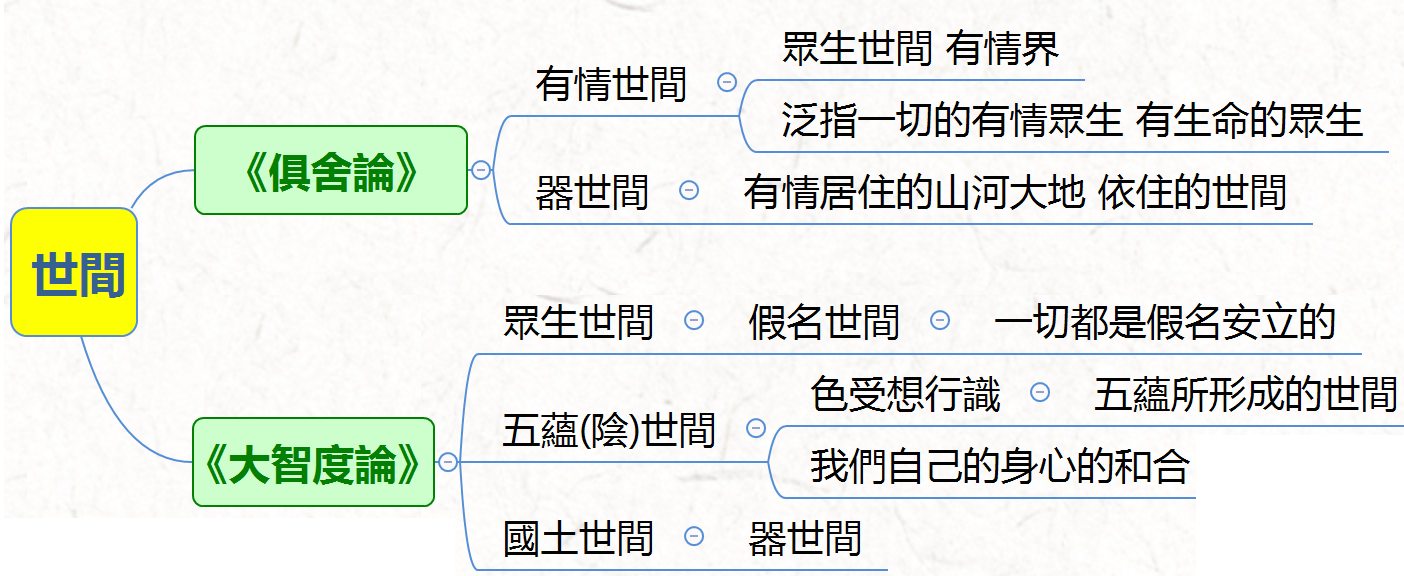 世間
《俱舍論》
有情世間
眾生世間 有情界
泛指一切的有情眾生 有生命的眾生
器世間
有情居住的山河大地 依住的世間
《大智度論》
眾生世間
假名世間
一切都是假名安立的
五蘊(陰)世間
色受想行識
五蘊所形成的世間
我們自己的身心的和合
國土世間
器世間